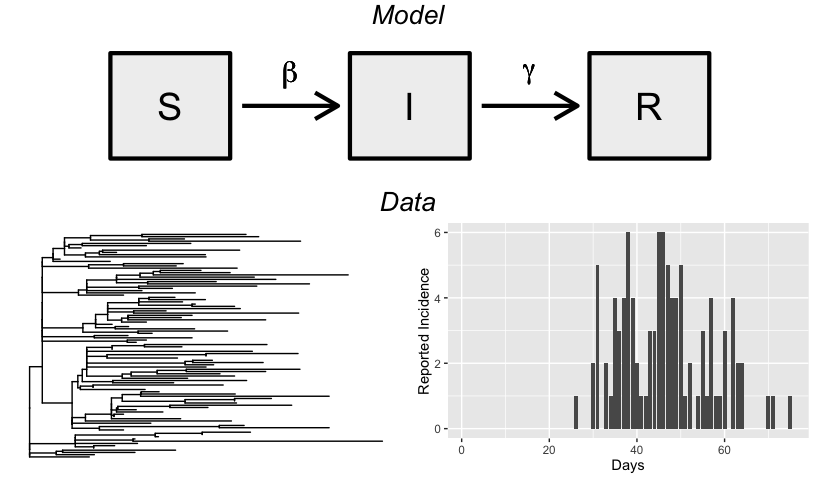 Model
β
γ
S
I
R
Data
6
4
2
0
Reported Incidence
0 20 40 60
Days